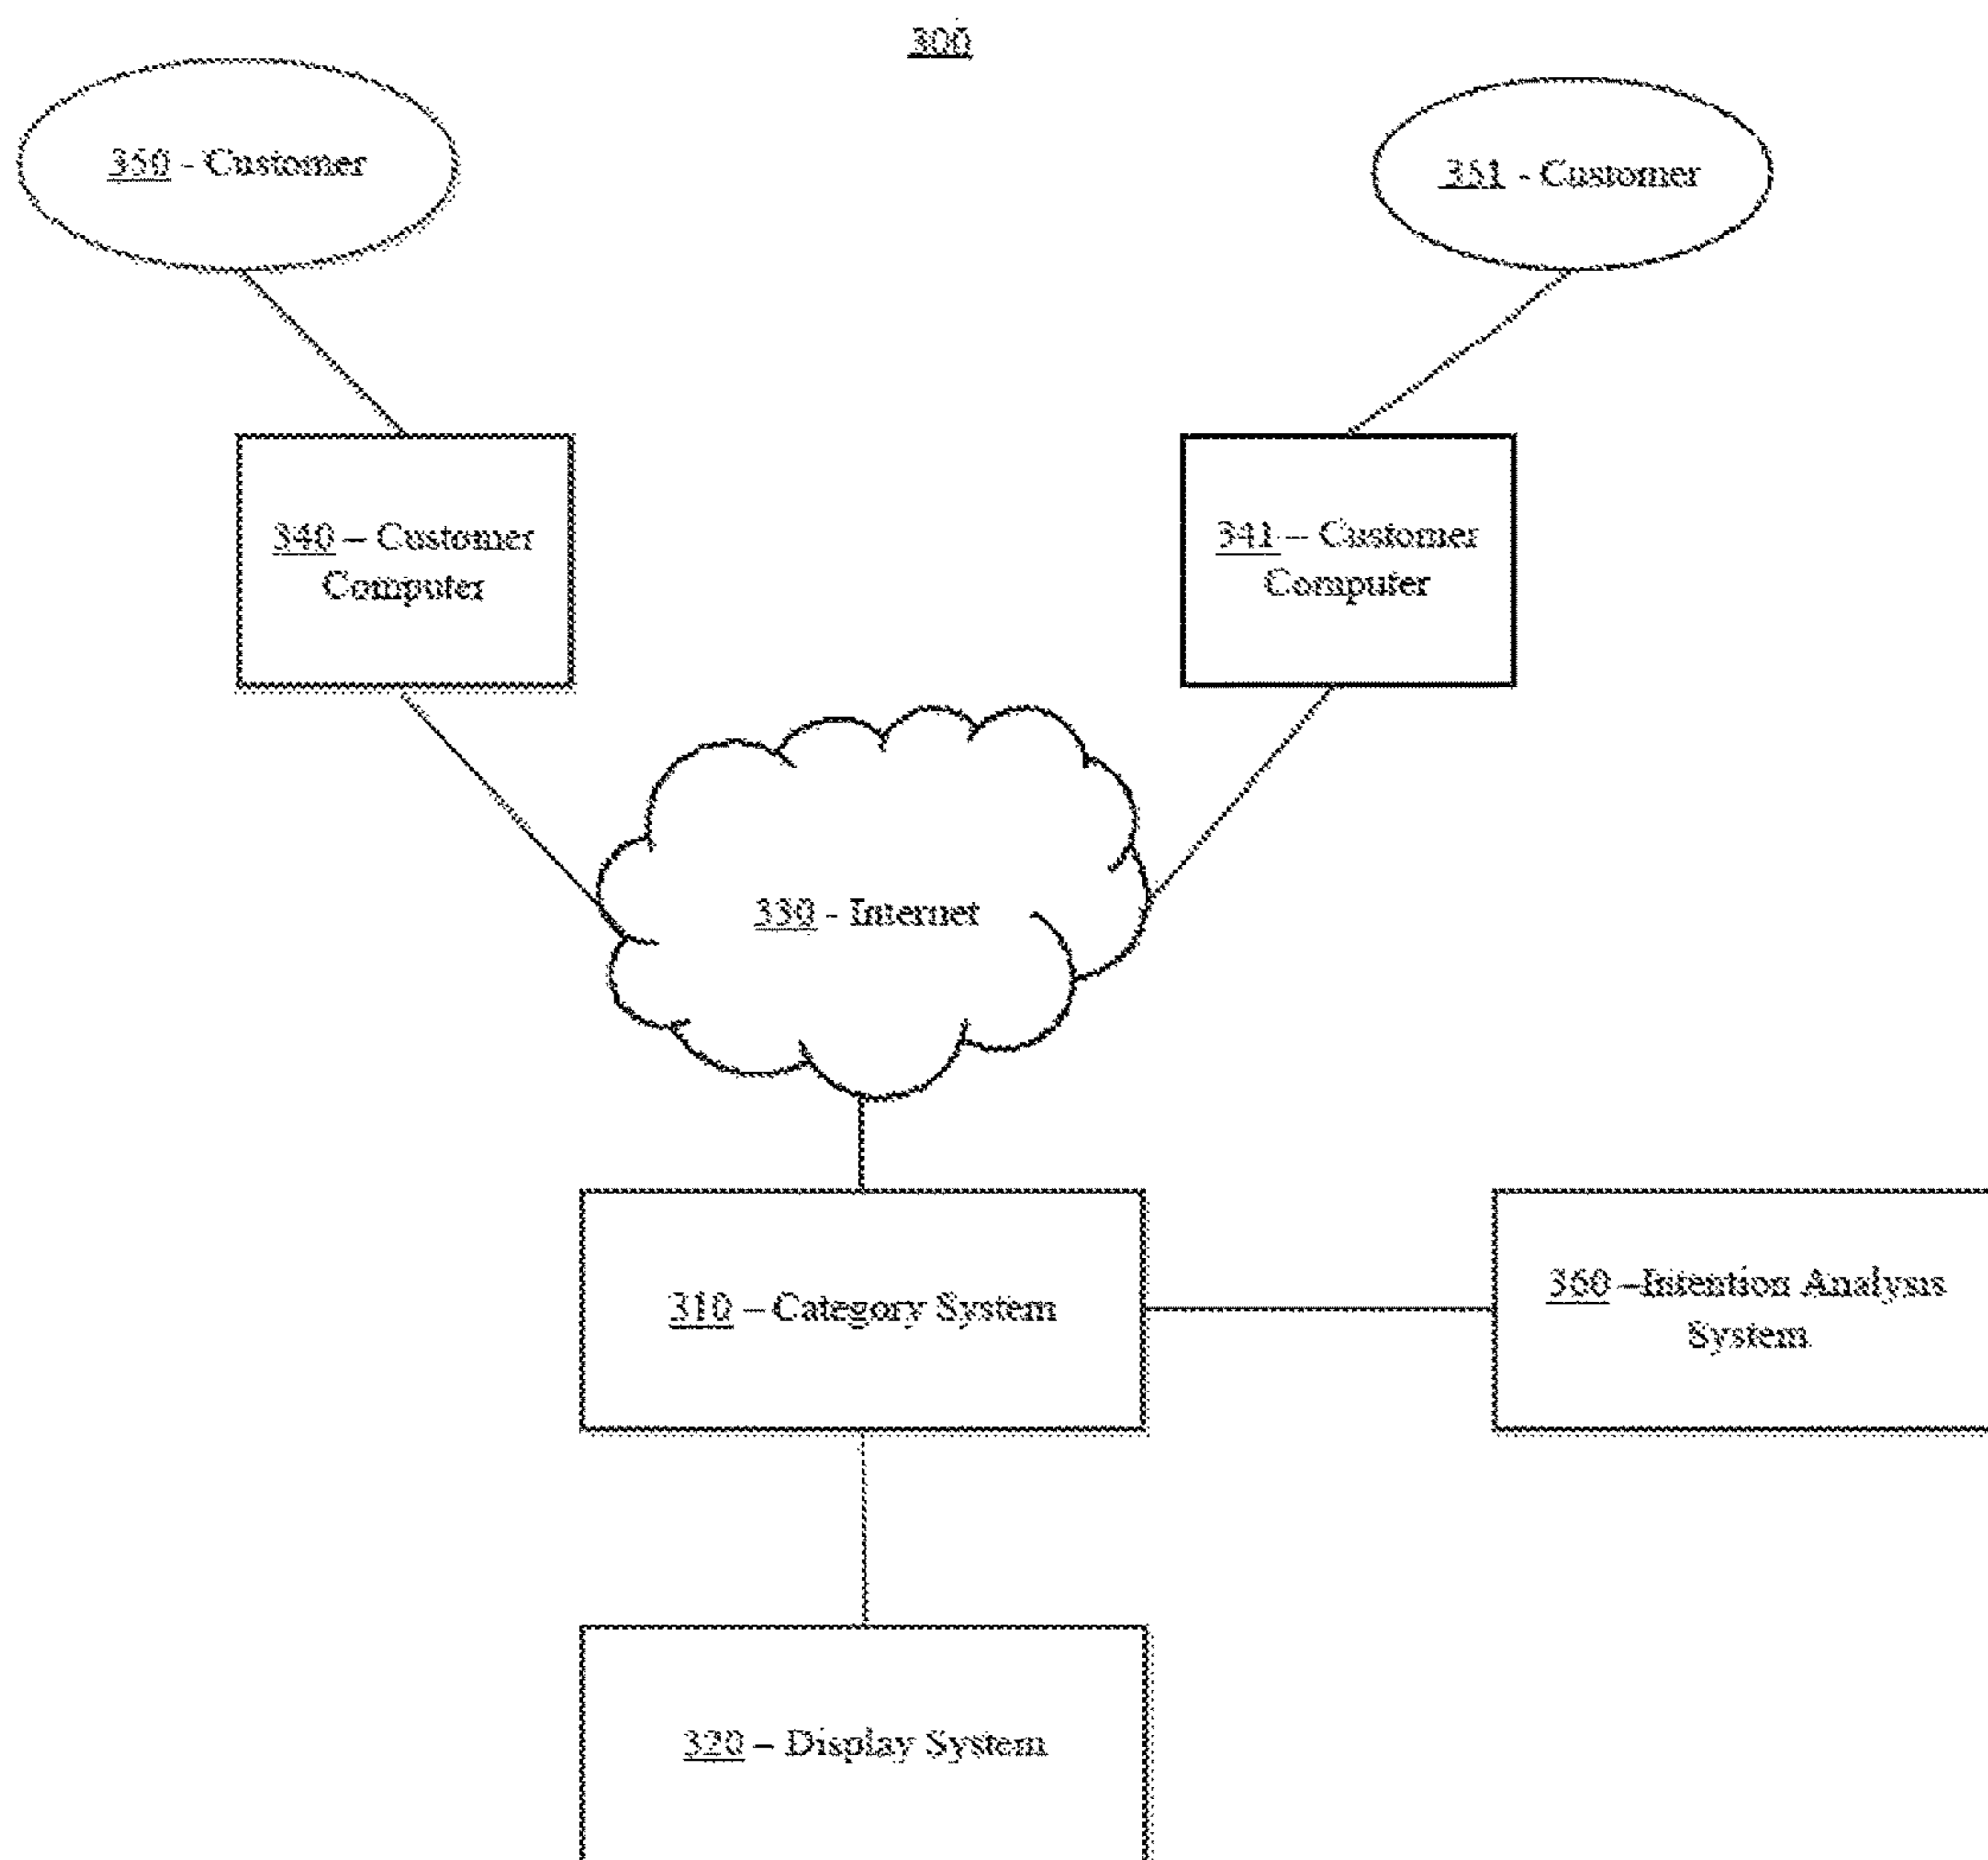 300
350 - Customer
351 - Customer
340 – Customer
Computer
341 – Customer
Computer
330 - Internet
310 – Category System
360 –Intention Analysis
System
320 – Display System